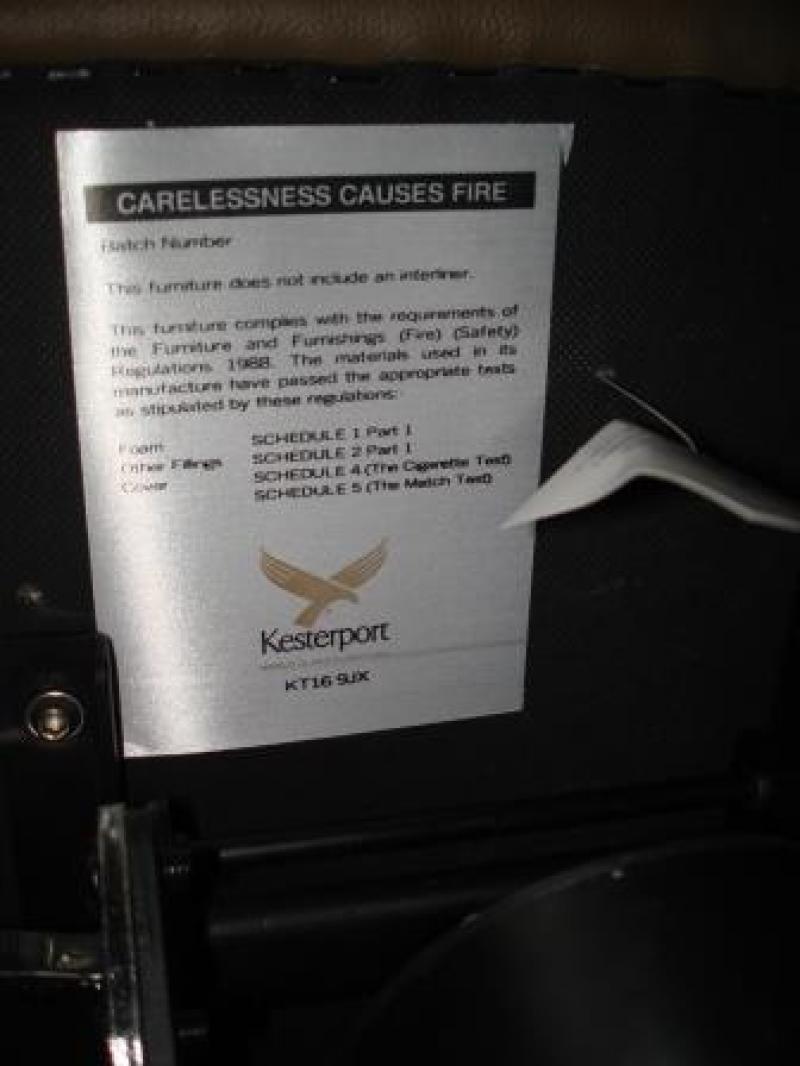 CARELESSNESS CAUSES FIRE
Batch Number
This furniture does not include an interliner.
This furniture complies with the requirements of
the Furniture and Furnishings (Fire) (Safety)
Regulations 1988. The materials used in its
manufacture have passed the appropriate tests
as stipulated by these regulations:
Foam SCHEDULE 1 Part 1
Other Fillings SCHEDULE 2 Part 1
Cover SCHEDULE 4 (The Cigarette Test)
SCHEDULE 5 (The Match Test)
Kesterport
KT16 9JX